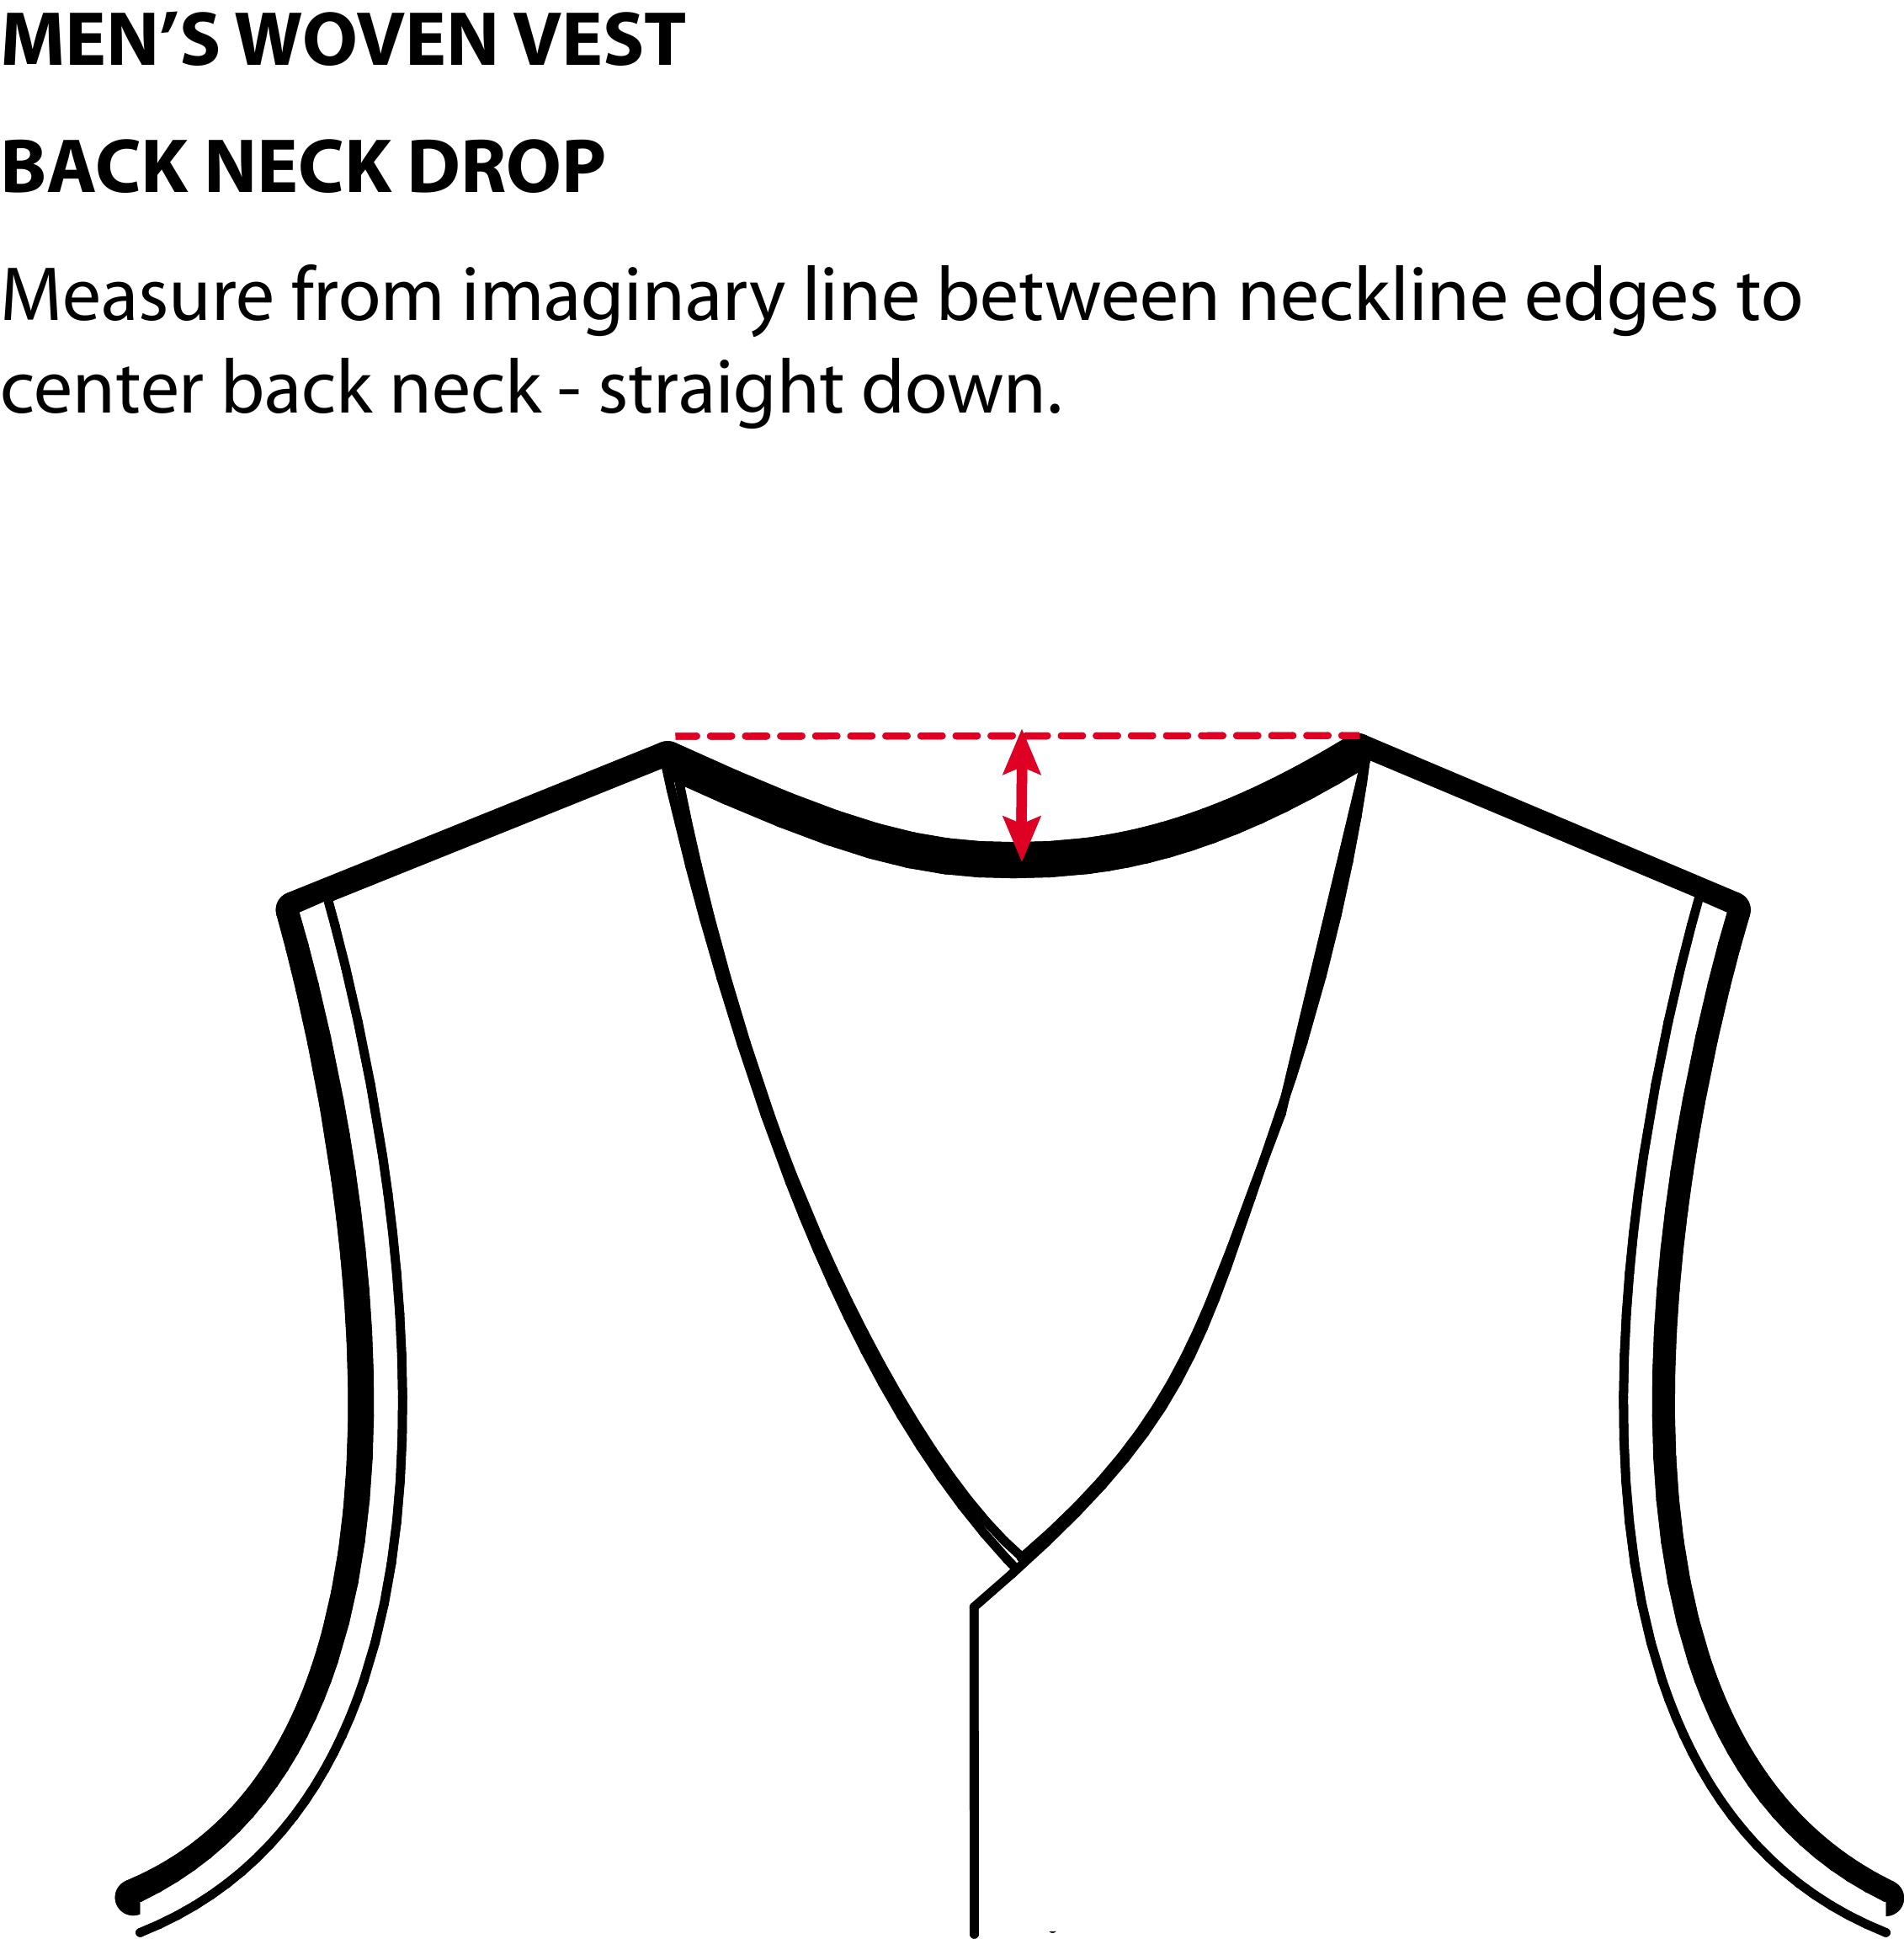 MEN’S WOVEN VEST
BACK NECK DROP
Measure from imaginary line between neckline edges to
center back neck - straight down.